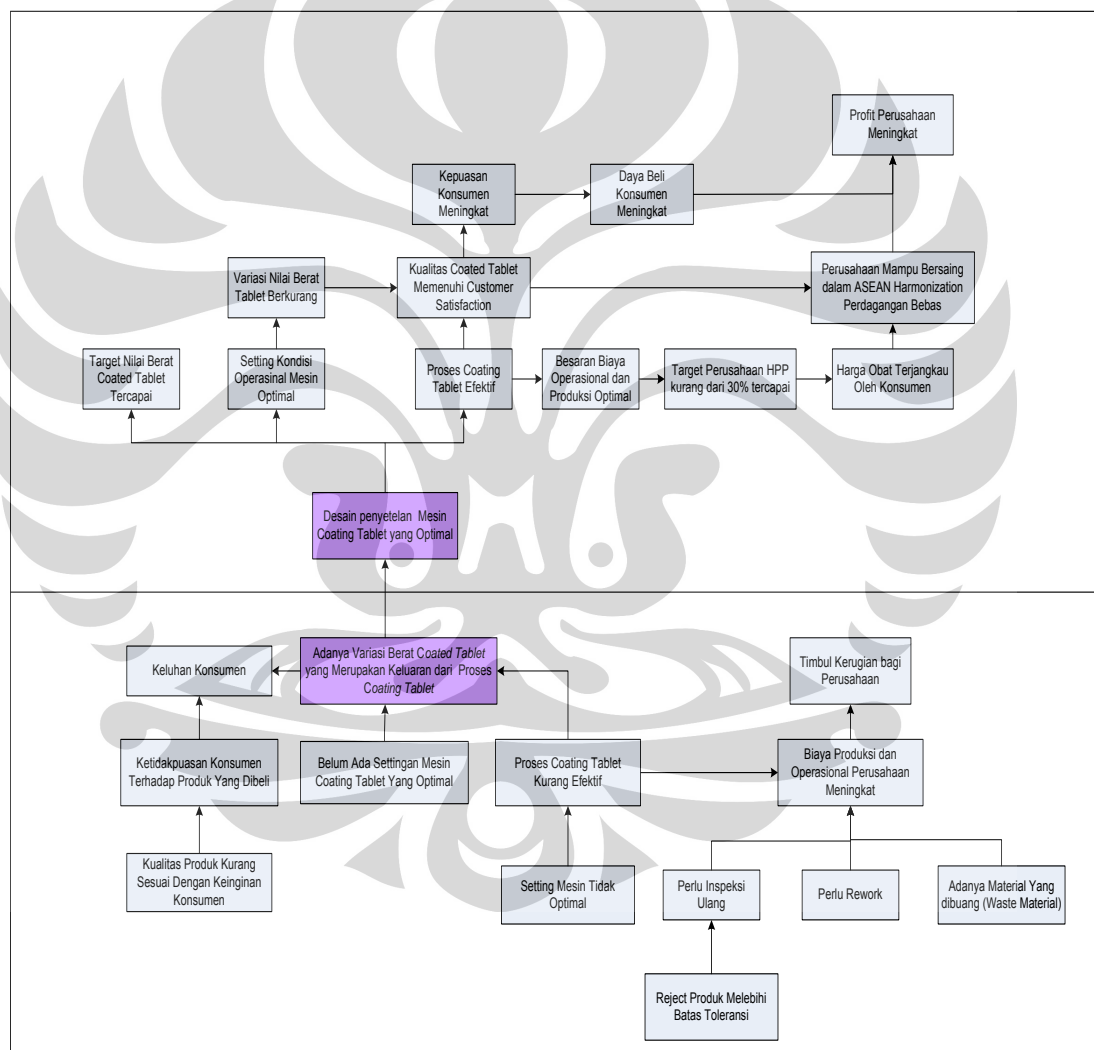 Profit Perusahaan
Meningkat
Kepuasan
Konsumen
Meningkat
Daya Beli
Konsumen
Meningkat
Variasi Nilai Berat
Tablet Berkurang
Kualitas Coated Tablet
Memenuhi Customer
Satisfaction
Perusahaan Mampu Bersaing
dalam ASEAN Harmonization
Perdagangan Bebas
Target Nilai Berat
Coated Tablet
Tercapai
Setting Kondisi
Operasinal Mesin
Optimal
Proses Coating
Tablet Efektif
Besaran Biaya
Operasional dan
Produksi Optimal
Target Perusahaan HPP
kurang dari 30% tercapai
Harga Obat Terjangkau
Oleh Konsumen
Desain penyetelan Mesin
Coating Tablet yang Optimal
Keluhan Konsumen
Adanya Variasi Berat Coated Tablet
yang Merupakan Keluaran dari Proses
Coating Tablet
Timbul Kerugian bagi
Perusahaan
Ketidakpuasan Konsumen
Terhadap Produk Yang Dibeli
Belum Ada Settingan Mesin
Coating Tablet Yang Optimal
Proses Coating Tablet
Kurang Efektif
Biaya Produksi dan
Operasional Perusahaan
Meningkat
Kualitas Produk Kurang
Sesuai Dengan Keinginan
Konsumen
Setting Mesin Tidak
Optimal
Perlu Inspeksi
Ulang
Perlu Rework
Adanya Material Yang
dibuang (Waste Material)
Reject Produk Melebihi
Batas Toleransi